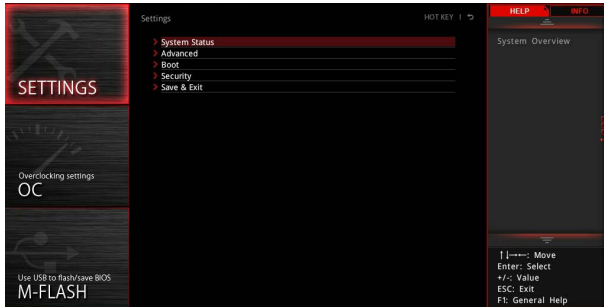 SETTINGS
Overclocking settings
OC
Use USB to flash/save BIOS
M-FLASH
Settings
HOT KEY |
System Status
Advanced
Boot
Security
Save & Exit
HELP
INFO
System Overview
↑↓→←: Move
Enter: Select
+/-: Value
ESC: Exit
F1: General Help